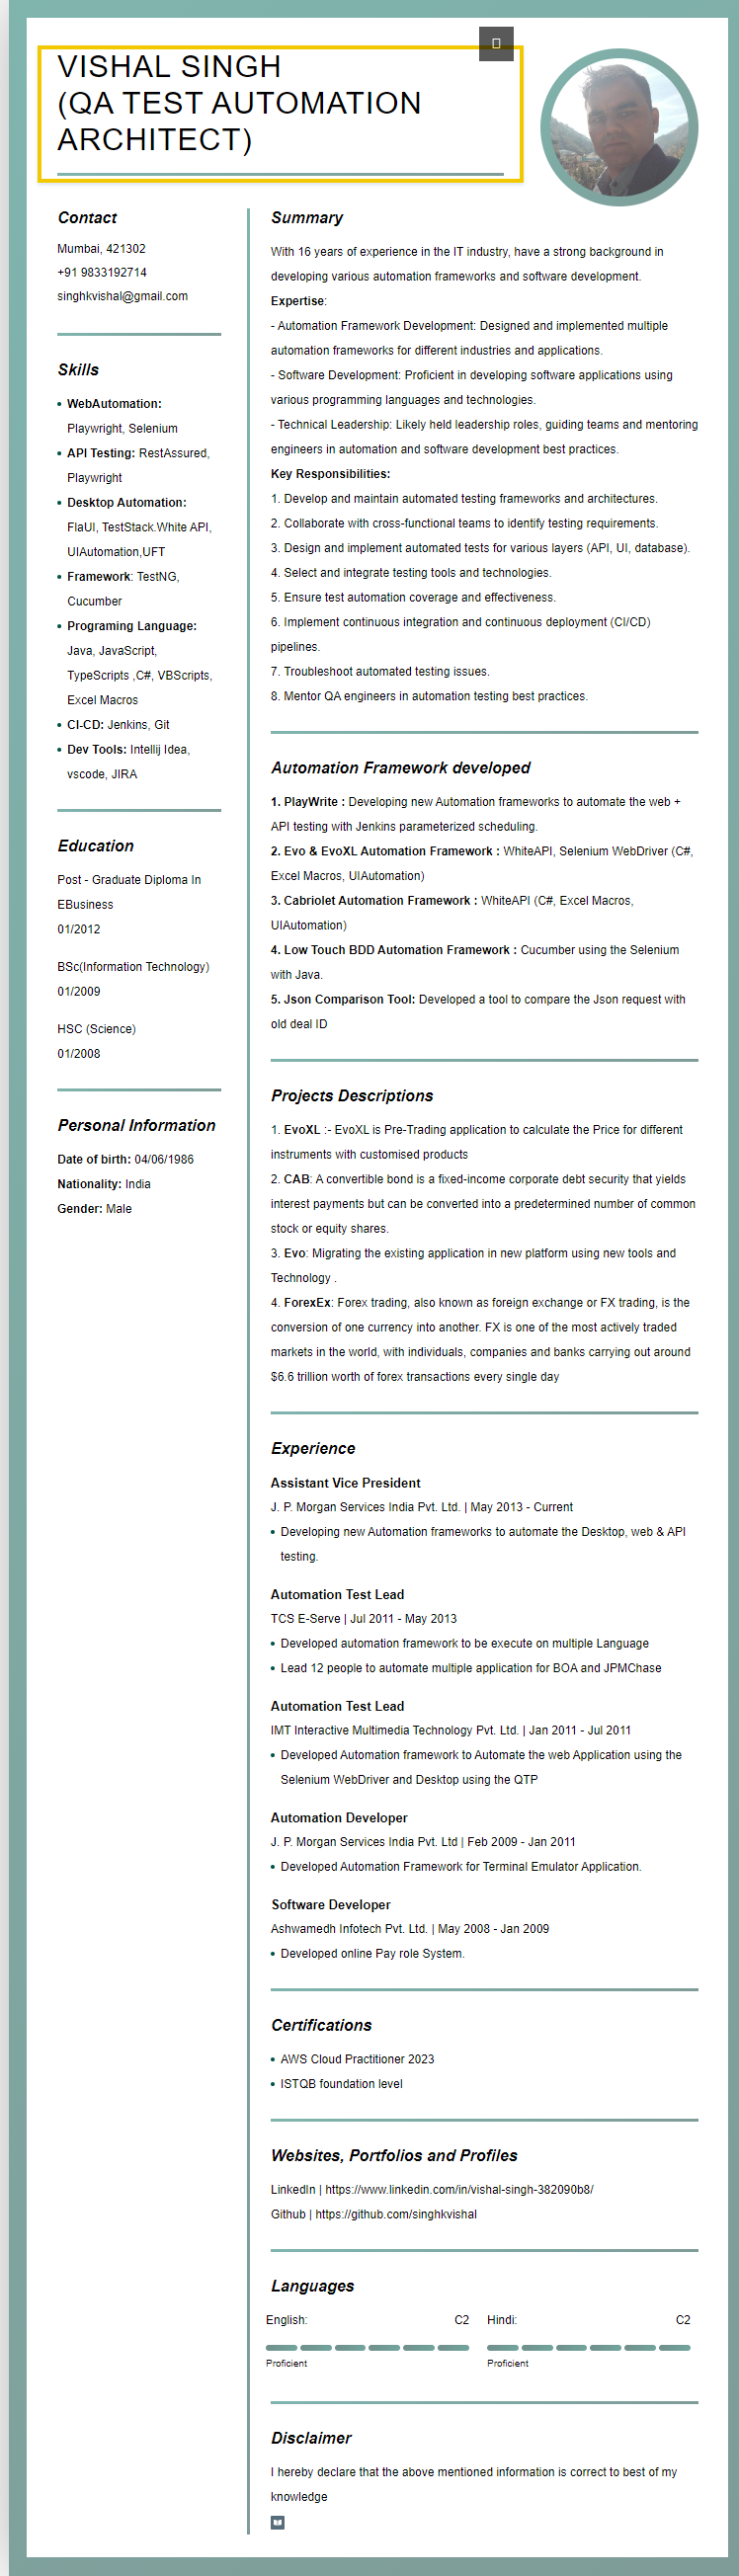 VISHAL SINGH
(QA TEST AUTOMATION
ARCHITECT)
Contact
Mumbai, 421302
+91 9833192714
singhkvishal@gmail.com
Skills
• WebAutomation:
Playwright, Selenium
• API Testing: RestAssured,
Playwright
• Desktop Automation:
FlaUI, TestStack.White API,
UIAutomation,UFT
• Framework: TestNG,
Cucumber
• Programing Language:
Java, JavaScript,
TypeScripts ,C#, VBScripts,
Excel Macros
• CI-CD: Jenkins, Git
• Dev Tools: Intellij Idea,
vscode, JIRA
Education
Post - Graduate Diploma In
EBusiness
01/2012
BSc(Information Technology)
01/2009
HSC (Science)
01/2008
Personal Information
Date of birth: 04/06/1986
Nationality: India
Gender: Male
Summary
With 16 years of experience in the IT industry, have a strong background in
developing various automation frameworks and software development.
Expertise:
- Automation Framework Development: Designed and implemented multiple
automation frameworks for different industries and applications.
- Software Development: Proficient in developing software applications using
various programming languages and technologies.
- Technical Leadership: Likely held leadership roles, guiding teams and mentoring
engineers in automation and software development best practices.
Key Responsibilities:
1. Develop and maintain automated testing frameworks and architectures.
2. Collaborate with cross-functional teams to identify testing requirements.
3. Design and implement automated tests for various layers (API, UI, database).
4. Select and integrate testing tools and technologies.
5. Ensure test automation coverage and effectiveness.
6. Implement continuous integration and continuous deployment (CI/CD)
pipelines.
7. Troubleshoot automated testing issues.
8. Mentor QA engineers in automation testing best practices.
Automation Framework developed
1. PlayWrite : Developing new Automation frameworks to automate the web +
API testing with Jenkins parameterized scheduling.
2. Evo & EvoXL Automation Framework : WhiteAPI, Selenium WebDriver (C#,
Excel Macros, UIAutomation)
3. Cabriolet Automation Framework : WhiteAPI (C#, Excel Macros,
UIAutomation)
4. Low Touch BDD Automation Framework : Cucumber using the Selenium
with Java.
5. Json Comparison Tool: Developed a tool to compare the Json request with
old deal ID
Projects Descriptions
1. EvoXL :- EvoXL is Pre-Trading application to calculate the Price for different
instruments with customised products
2. CAB: A convertible bond is a fixed-income corporate debt security that yields
interest payments but can be converted into a predetermined number of common
stock or equity shares.
3. Evo: Migrating the existing application in new platform using new tools and
Technology .
4. ForexEx: Forex trading, also known as foreign exchange or FX trading, is the
conversion of one currency into another. FX is one of the most actively traded
markets in the world, with individuals, companies and banks carrying out around
$6.6 trillion worth of forex transactions every single day
Experience
Assistant Vice President
J. P. Morgan Services India Pvt. Ltd. | May 2013 - Current
• Developing new Automation frameworks to automate the Desktop, web & API
testing.
Automation Test Lead
TCS E-Serve | Jul 2011 - May 2013
• Developed automation framework to be execute on multiple Language
• Lead 12 people to automate multiple application for BOA and JPMChase
Automation Test Lead
IMT Interactive Multimedia Technology Pvt. Ltd. | Jan 2011 - Jul 2011
• Developed Automation framework to Automate the web Application using the
Selenium WebDriver and Desktop using the QTP
Automation Developer
J. P. Morgan Services India Pvt. Ltd | Feb 2009 - Jan 2011
• Developed Automation Framework for Terminal Emulator Application.
Software Developer
Ashwamedh Infotech Pvt. Ltd. | May 2008 - Jan 2009
• Developed online Pay role System.
Certifications
• AWS Cloud Practitioner 2023
• ISTQB foundation level
Websites, Portfolios and Profiles
LinkedIn | https://www.linkedin.com/in/vishal-singh-382090b8/
Github | https://github.com/singhkvishal
Languages
English: C2 Hindi: C2
Proficient Proficient
Disclaimer
I hereby declare that the above mentioned information is correct to best of my
knowledge